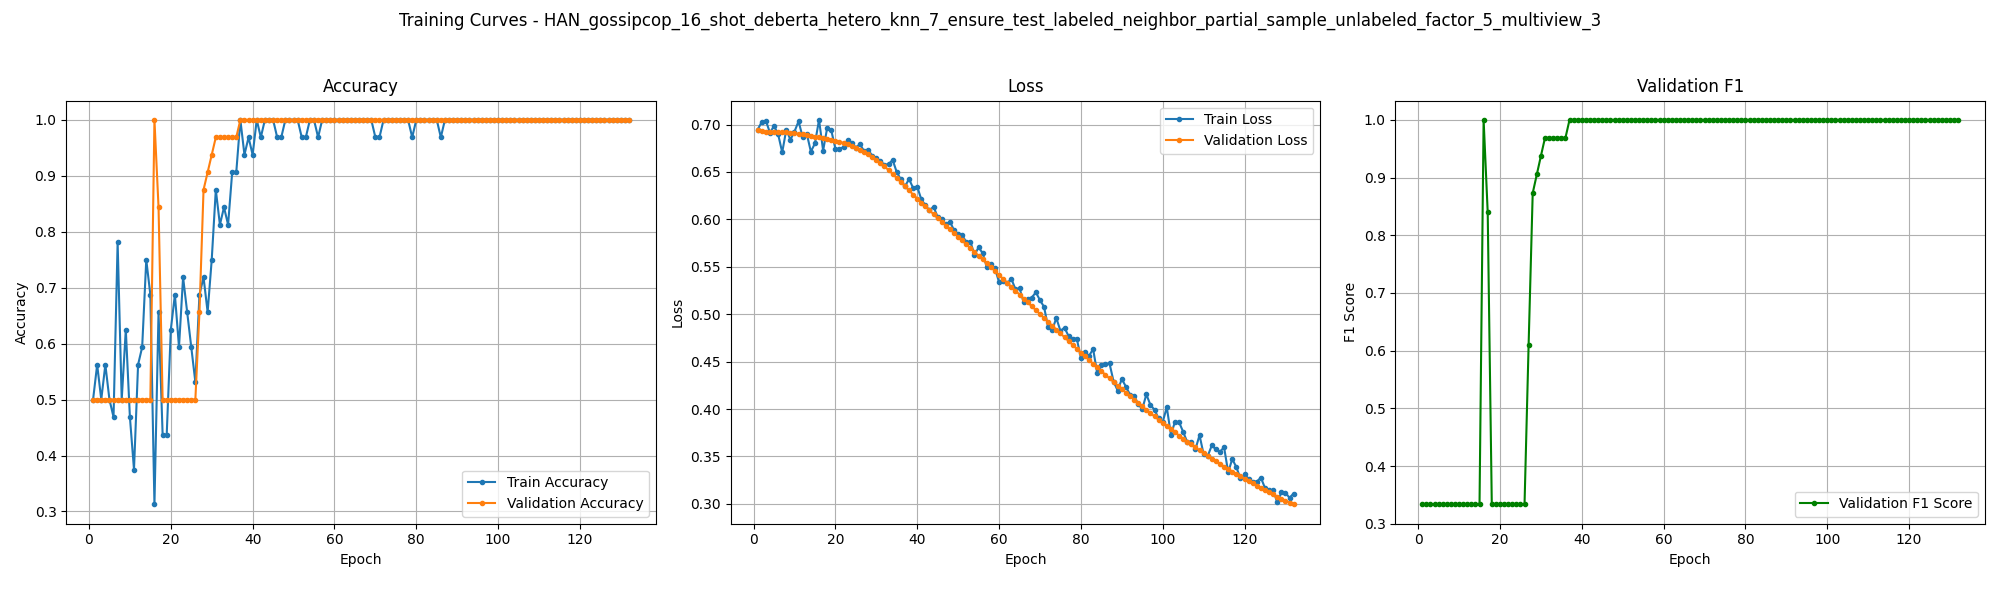 Training Curves - HAN_gossipcop_16_shot_deberta_hetero_knn_7_ensure_test_labeled_neighbor_partial_sample_unlabeled_factor_5_multiview_3
Accuracy
1.0
0.9
0.8
0.7
0.6
0.5
0.4
0.3
Accuracy
0 20 40 60 80 100 120
Epoch
Train Accuracy
Validation Accuracy
Loss
0.70
0.65
0.60
0.55
0.50
0.45
0.40
0.35
0.30
Loss
0 20 40 60 80 100 120
Epoch
Train Loss
Validation Loss
Validation F1
1.0
0.9
0.8
0.7
0.6
0.5
0.4
0.3
F1 Score
0 20 40 60 80 100 120
Epoch
Validation F1 Score